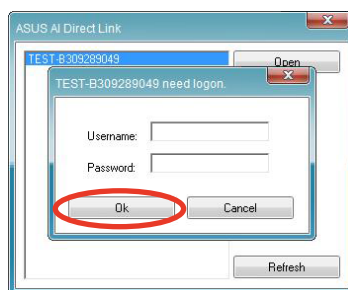 ASUS AI Direct Link
TEST-B309289049
Open
TEST-B309289049 need logon.
Username:
Password:
Ok
Cancel
Refresh